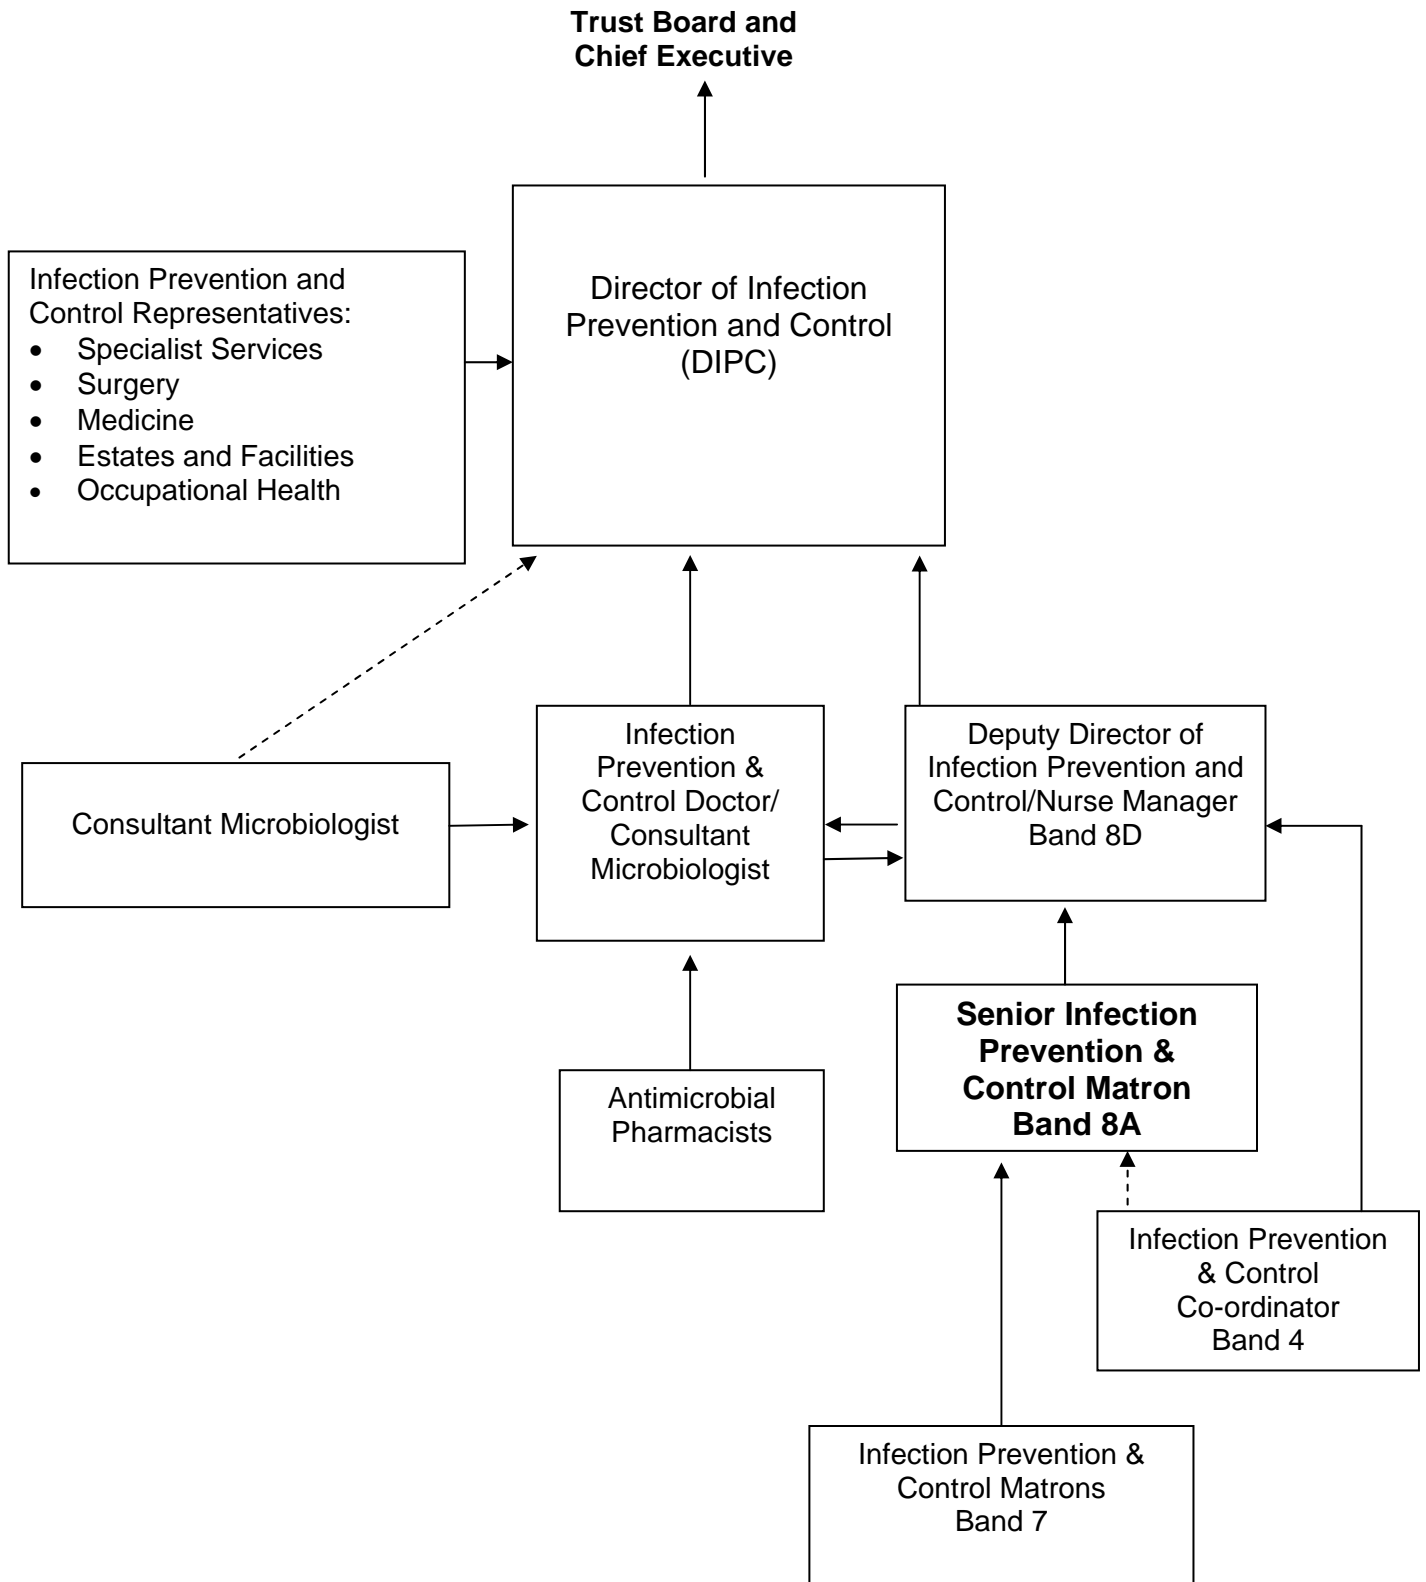 Trust Board and
Chief Executive
Director of Infection
Prevention and Control
(DIPC)
Infection Prevention and
Control Representatives:
• Specialist Services
• Surgery
• Medicine
• Estates and Facilities
• Occupational Health
Consultant Microbiologist
Infection
Prevention &
Control Doctor/
Consultant
Microbiologist
Deputy Director of
Infection Prevention and
Control/Nurse Manager
Band 8D
Senior Infection
Prevention &
Control Matron
Band 8A
Antimicrobial
Pharmacists
Infection Prevention
& Control
Co-ordinator
Band 4
Infection Prevention &
Control Matrons
Band 7